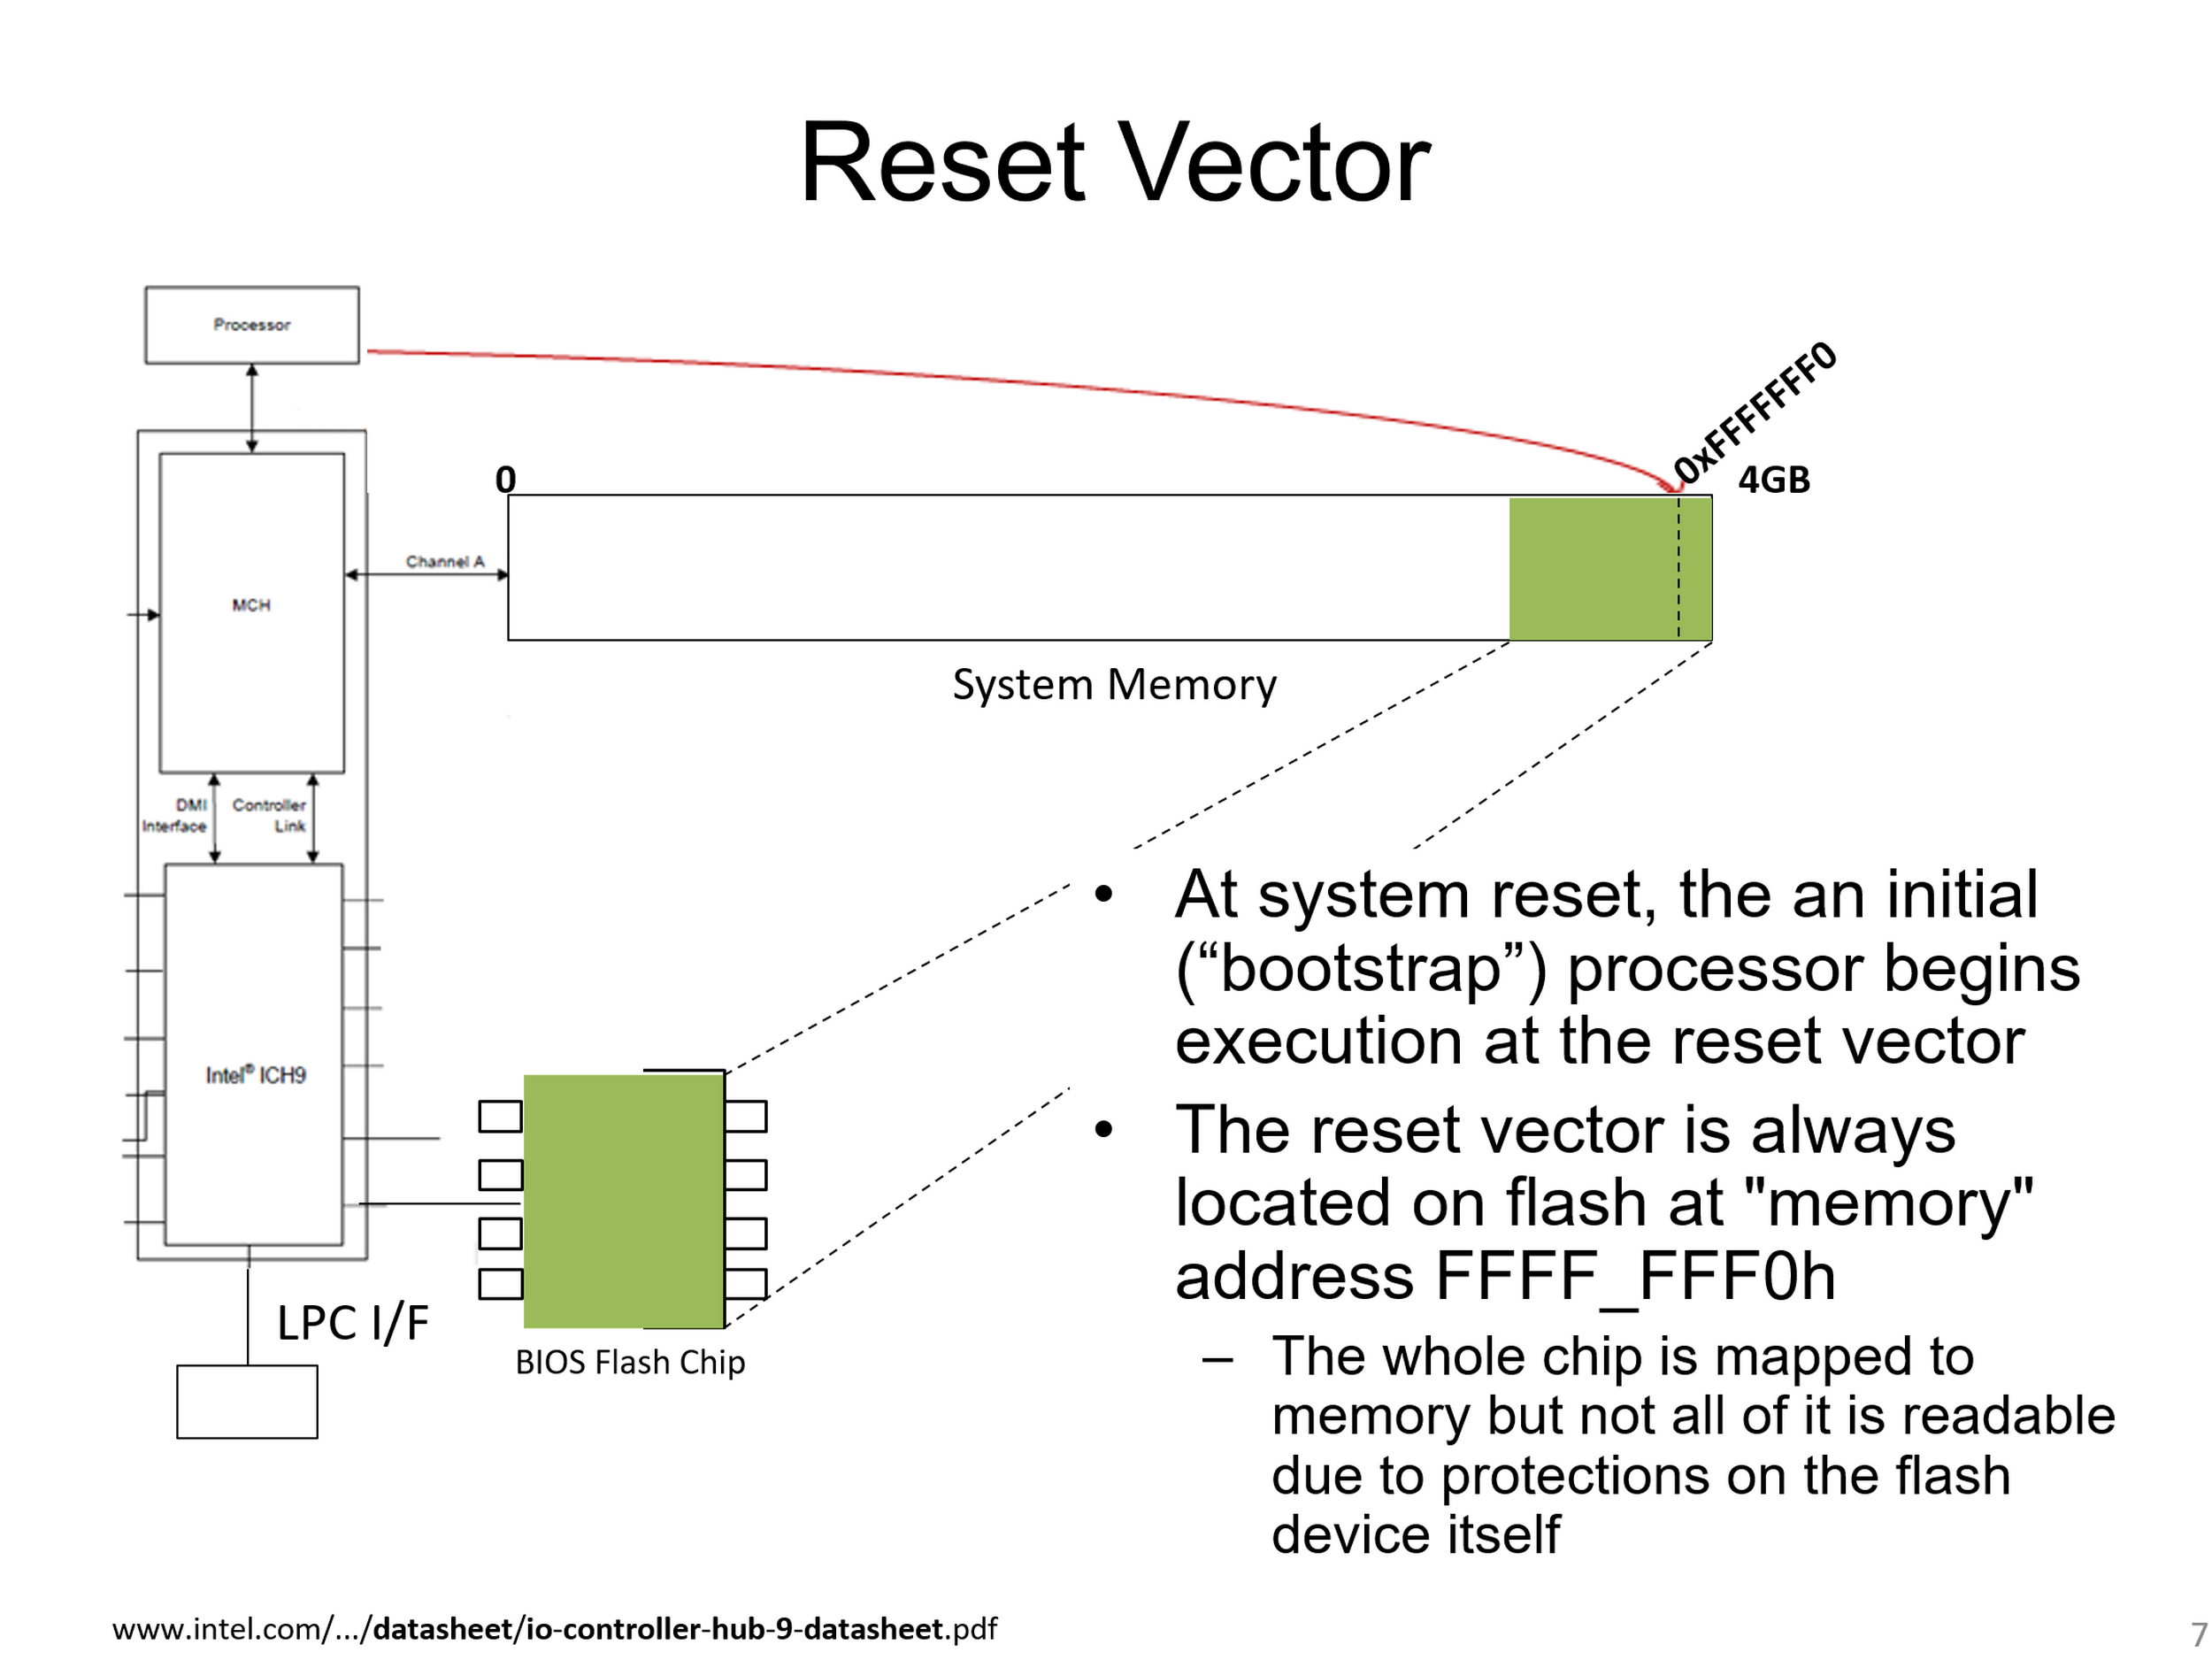 Reset Vector
Processor
0xFFFFFFF0
0
4GB
Channel A
MCH
System Memory
DMI
Interface
Controller
Link
• At system reset, the an initial
(“bootstrap”) processor begins
execution at the reset vector
Intel® ICH9
• The reset vector is always
located on flash at "memory"
address FFFF_FFF0h
LPC I/F
BIOS Flash Chip
– The whole chip is mapped to
memory but not all of it is readable
due to protections on the flash
device itself
www.intel.com/.../datasheet/io-controller-hub-9-datasheet.pdf
7